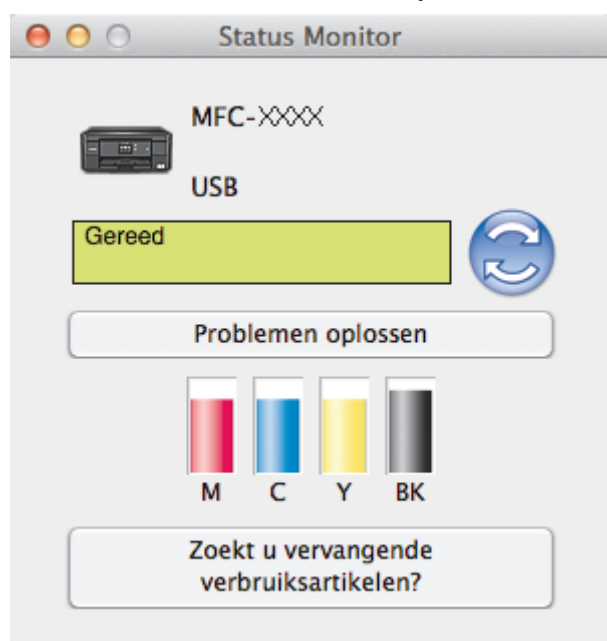 Status Monitor
MFC-XXXX
USB
Gereed
Problemen oplossen
M C Y BK
Zoekt u vervangende
verbruiksartikelen?